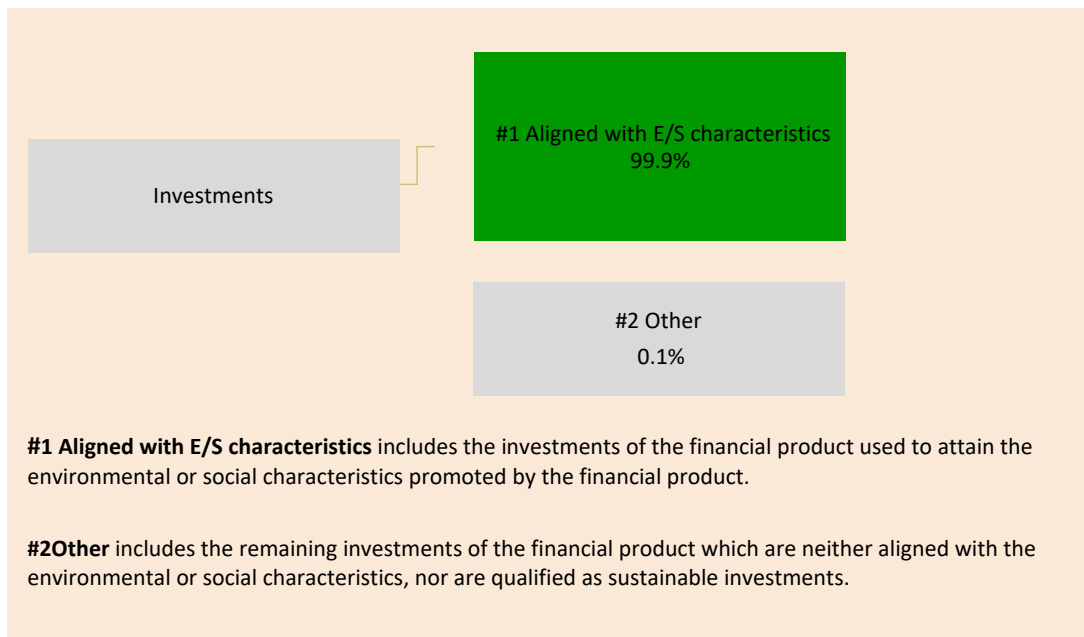 #1 Aligned with E/S characteristics
99.9%
Investments
#2 Other
0.1%
#1 Aligned with E/S characteristics includes the investments of the financial product used to attain the
environmental or social characteristics promoted by the financial product.
#2Other includes the remaining investments of the financial product which are neither aligned with the
environmental or social characteristics, nor are qualified as sustainable investments.